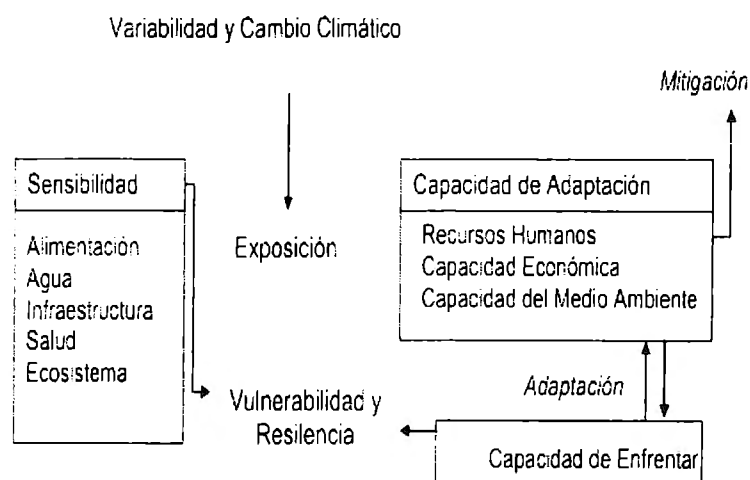 Variabilidad y Cambio Climático
Mitigación
Sensibilidad
Alimentación
Agua
Infraestructura
Salud
Ecosistema
Exposición
Capacidad de Adaptación
Recursos Humanos
Capacidad Económica
Capacidad del Medio Ambiente
Adaptación
Vulnerabilidad y
Resilencia
Capacidad de Enfrentar